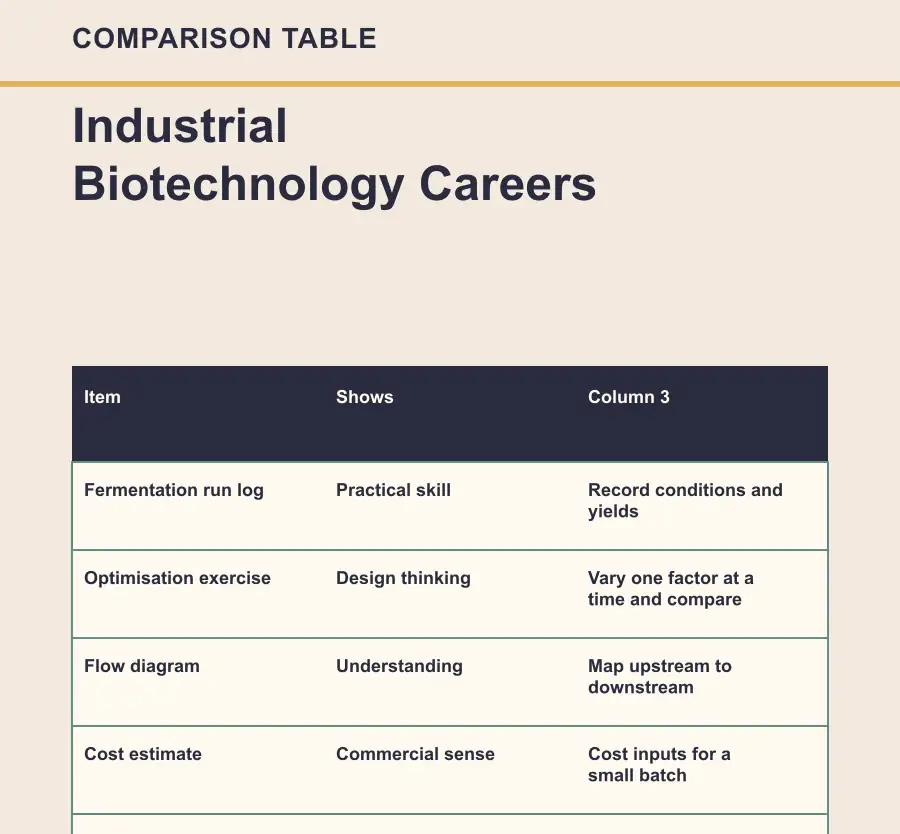 COMPARISON TABLE
Industrial
Biotechnology Careers
Item Shows Column 3
Fermentation run log Practical skill Record conditions and
yields
Optimisation exercise Design thinking Vary one factor at a
time and compare
Flow diagram Understanding Map upstream to
downstream
Cost estimate Commercial sense Cost inputs for a
small batch